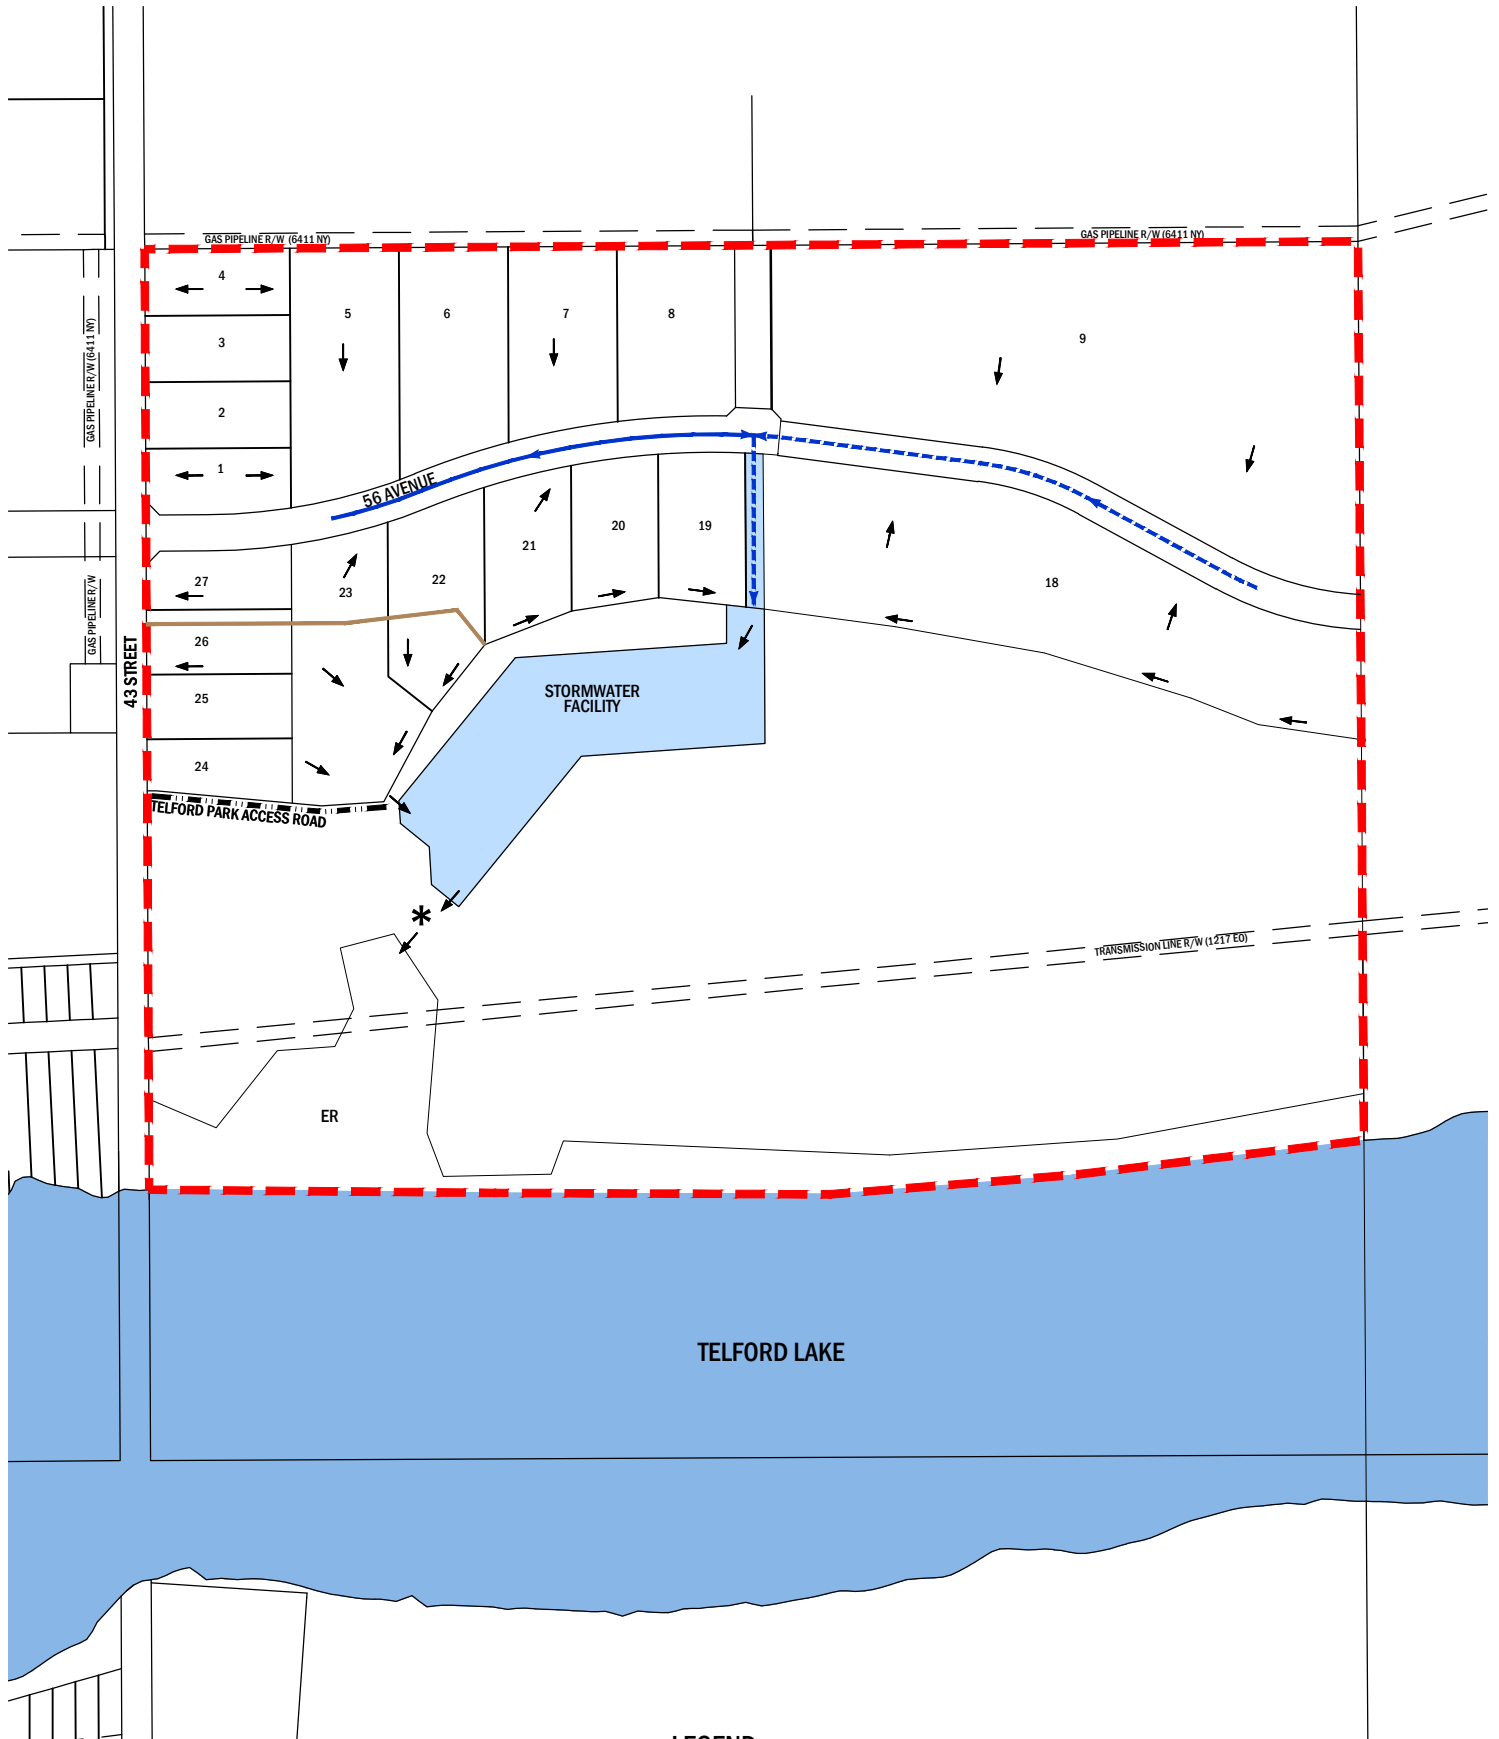 GAS PIPELINE R/W (6411 NY)
GAS PIPELINE R/W (6411 NY)
4
5
6
7
8
9
3
GAS PIPELINE R/W (6411 NY)
2
1
56 AVENUE
19
20
21
22
23
27
18
GAS PIPELINE R/W
26
43 STREET
25
STORMWATER
FACILITY
24
TELFORD PARK ACCESS ROAD
*
TRANSMISSION LINE R/W (1217 EO)
ER
TELFORD LAKE
LEGEND